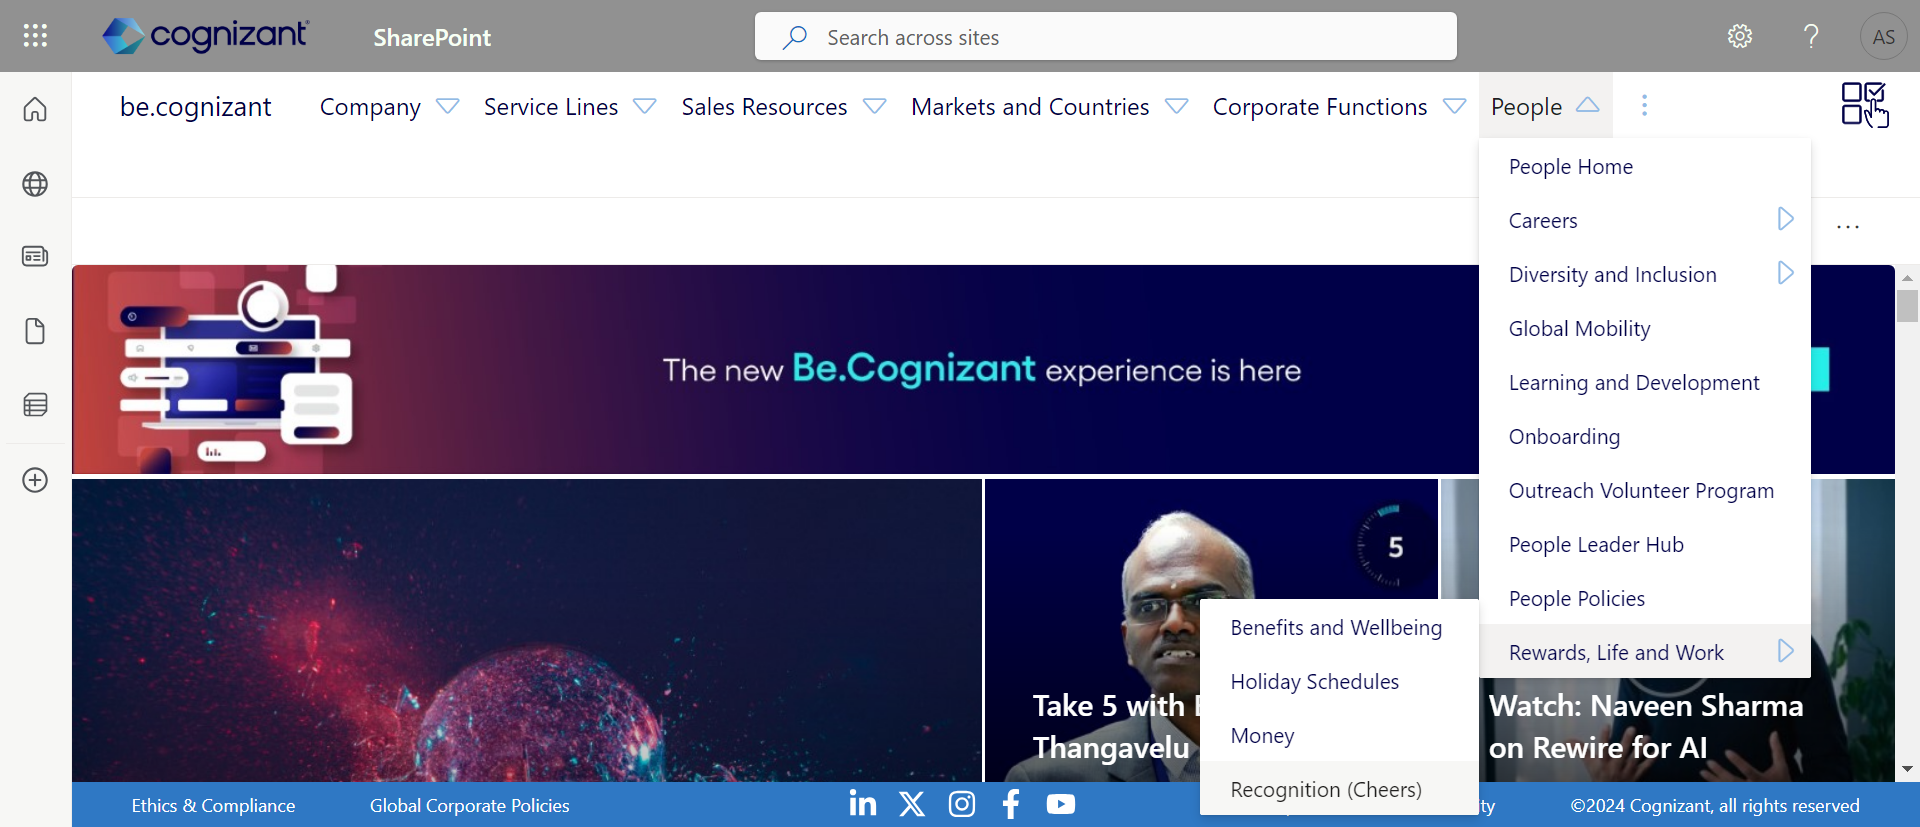 cognizant
SharePoint
Search across sites
AS
be.cognizant
Company
Service Lines
Sales Resources
Markets and Countries
Corporate Functions
People
People Home
Careers
Diversity and Inclusion
Global Mobility
Learning and Development
Onboarding
Outreach Volunteer Program
People Leader Hub
People Policies
Rewards, Life and Work
Benefits and Wellbeing
Holiday Schedules
Money
Recognition (Cheers)
The new Be.Cognizant experience is here
5
Take 5 with
Thangavelu
Watch: Naveen Sharma
on Rewire for AI
Ethics & Compliance
Global Corporate Policies
©2024 Cognizant, all rights reserved